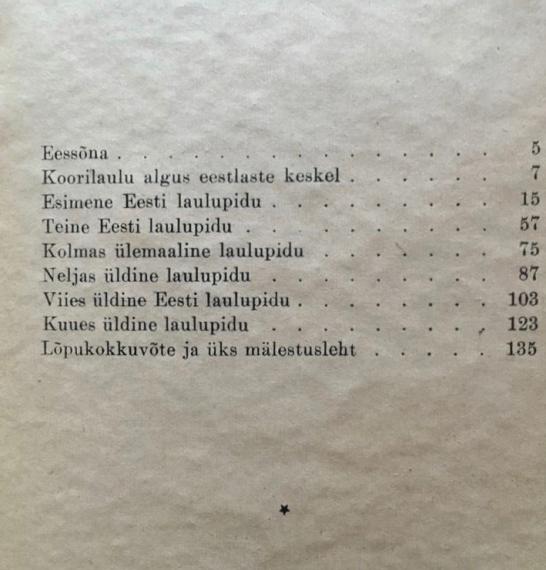 Eessõna . . . . . . . . . . . . . . 5
Koorilaulu algus eestlaste keskel . . . . . . 7
Esimene Eesti laulupidu . . . . . . . . 15
Teine Eesti laulupidu . . . . . . . . . 57
Kolmas ülemaaline laulupidu . . . . . . . 75
Neljas üldine laulupidu . . . . . . . . 87
Viies üldine Eesti laulupidu . . . . . . . 103
Kuues üldine laulupidu . . . . . . . . 123
Lõpukokkuvõte ja üks mälestusleht . . . . . 135